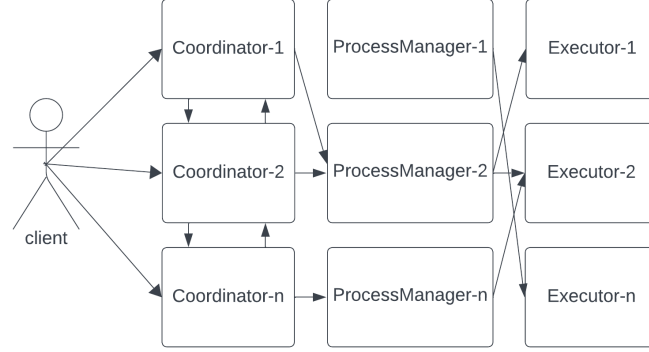 Coordinator-1
ProcessManager-1
Executor-1
Coordinator-2
ProcessManager-2
Executor-2
client
Coordinator-n
ProcessManager-n
Executor-n